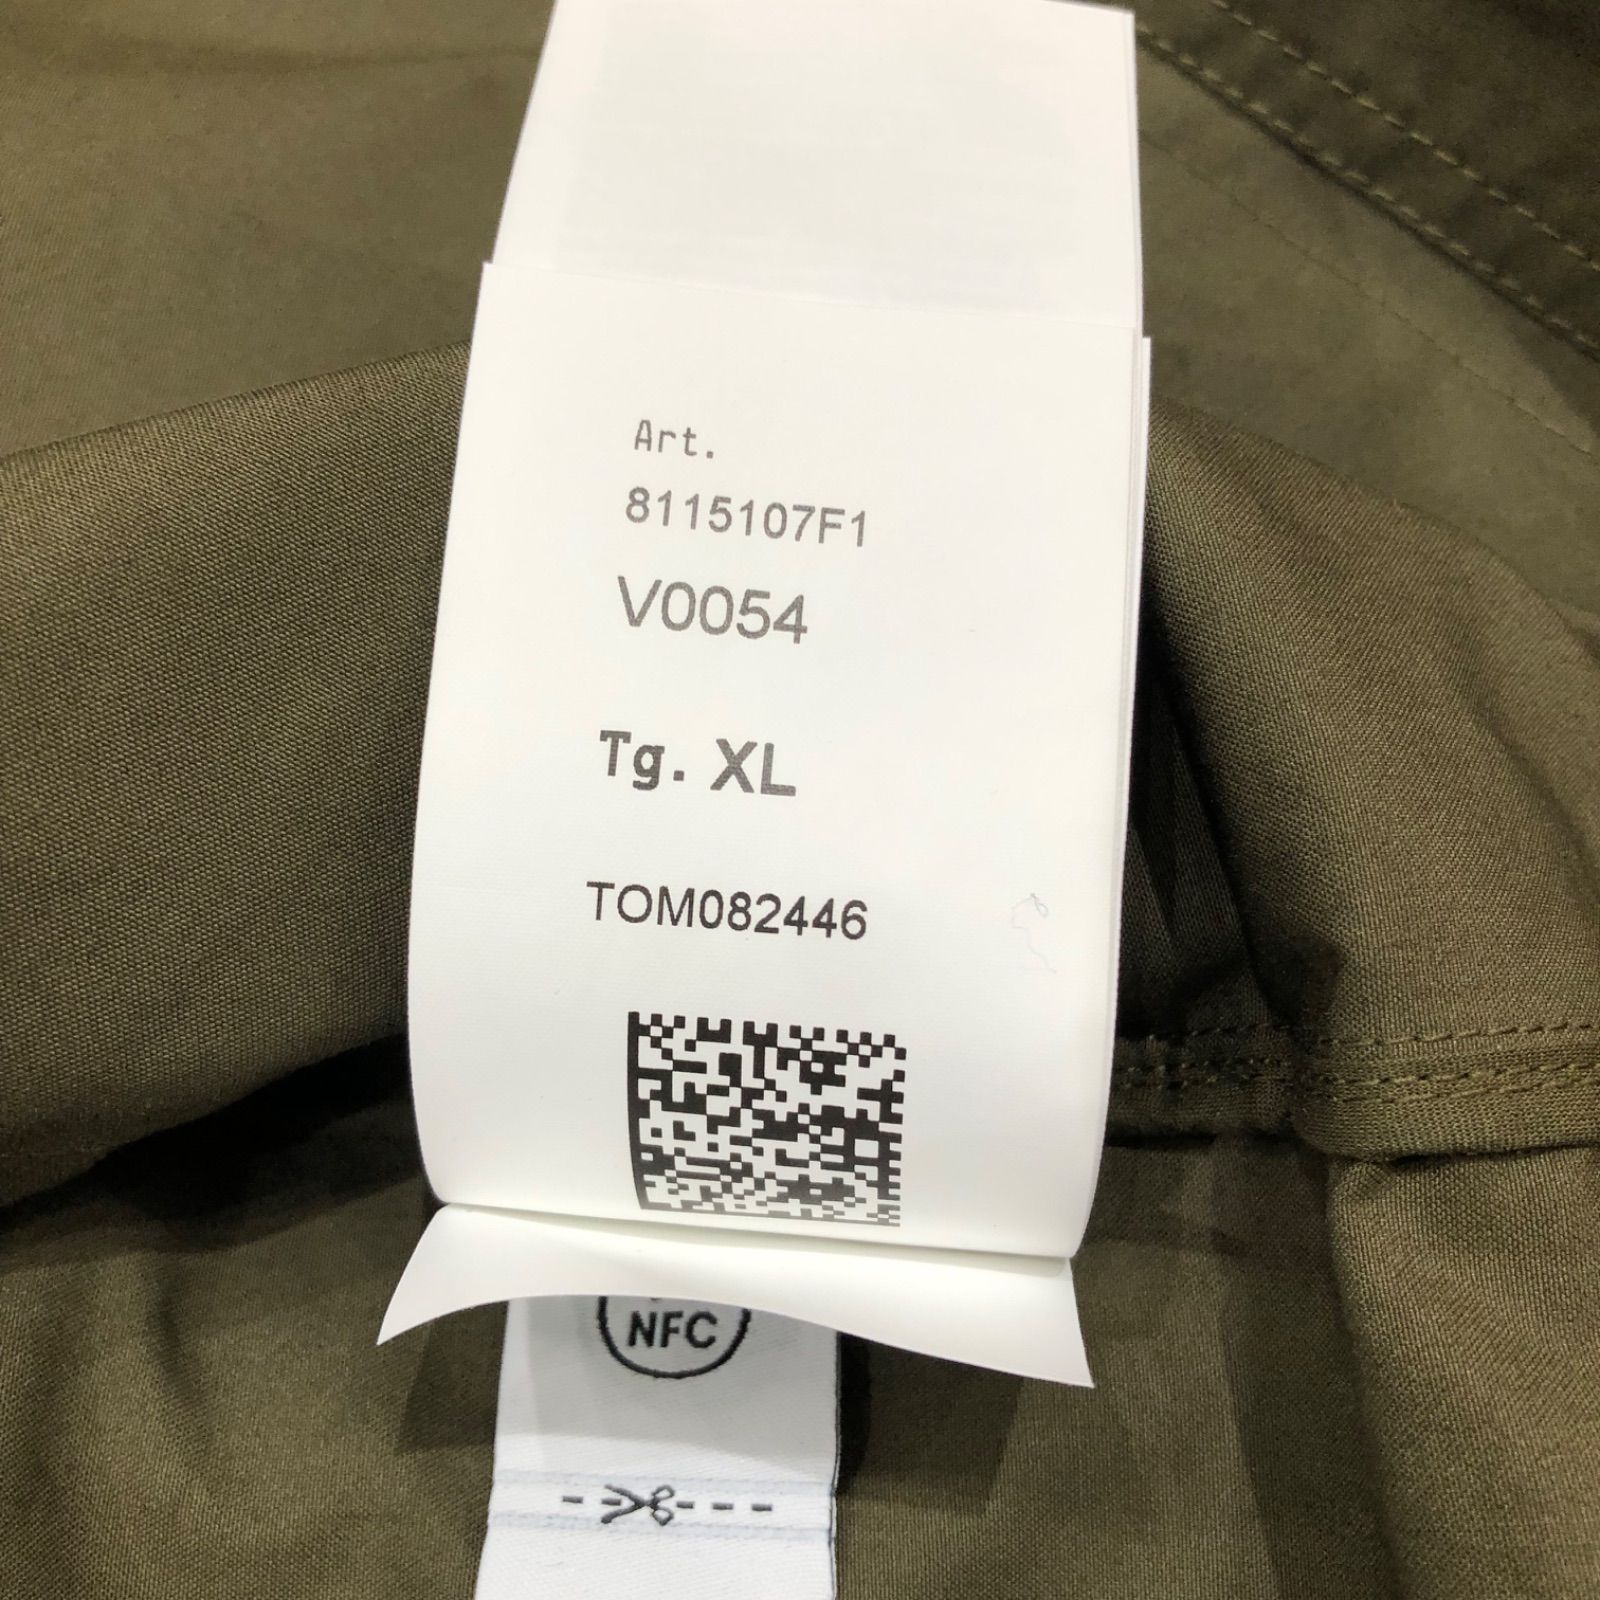 Art.
8115107F1
V0054
Tg. XL
TOM082446
NFC